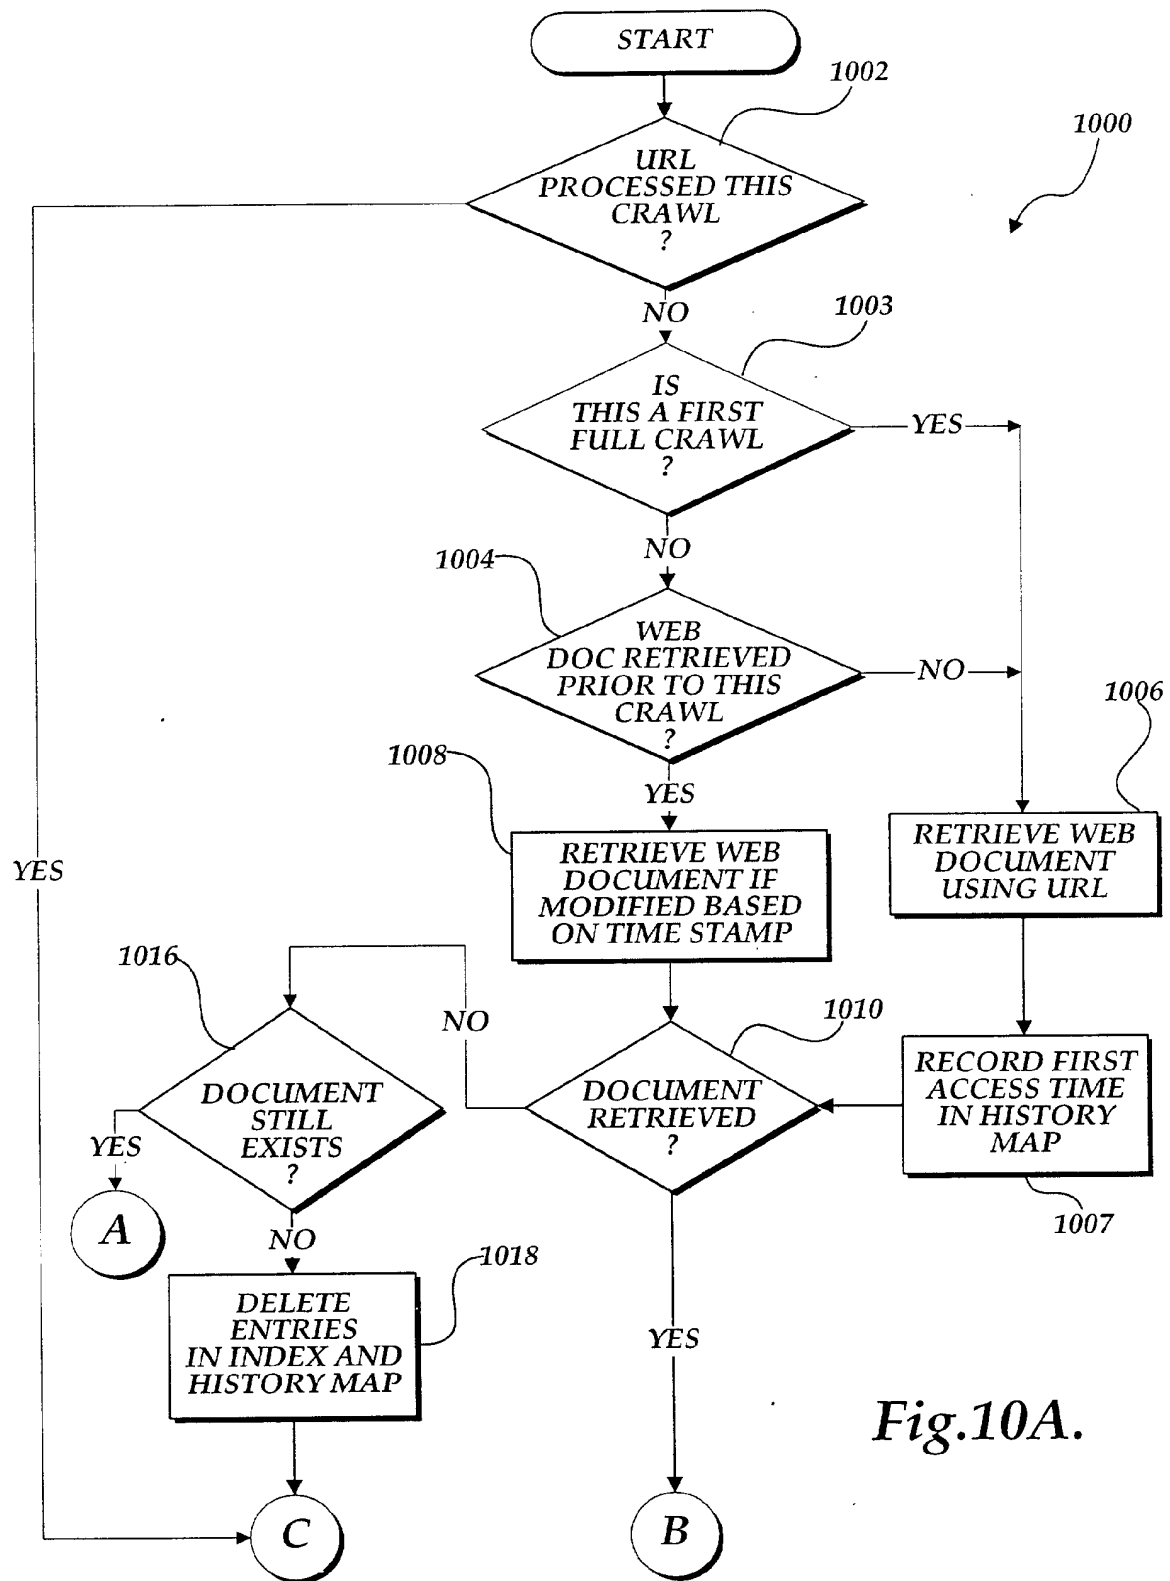 START
1002
1000
URL
PROCESSED THIS
CRAWL
?
NO
1003
IS
THIS A FIRST
FULL CRAWL
?
YES
NO
1004
WEB
DOC RETRIEVED
PRIOR TO THIS
CRAWL
?
NO
1006
1008
YES
RETRIEVE WEB
DOCUMENT IF
MODIFIED BASED
ON TIME STAMP
RETRIEVE WEB
DOCUMENT
USING URL
YES
1016
NO
1010
DOCUMENT
STILL
EXISTS
?
DOCUMENT
RETRIEVED
?
RECORD FIRST
ACCESS TIME
IN HISTORY
MAP
1007
YES
A
NO
1018
DELETE
ENTRIES
IN INDEX AND
HISTORY MAP
YES
C
B
Fig.10A.